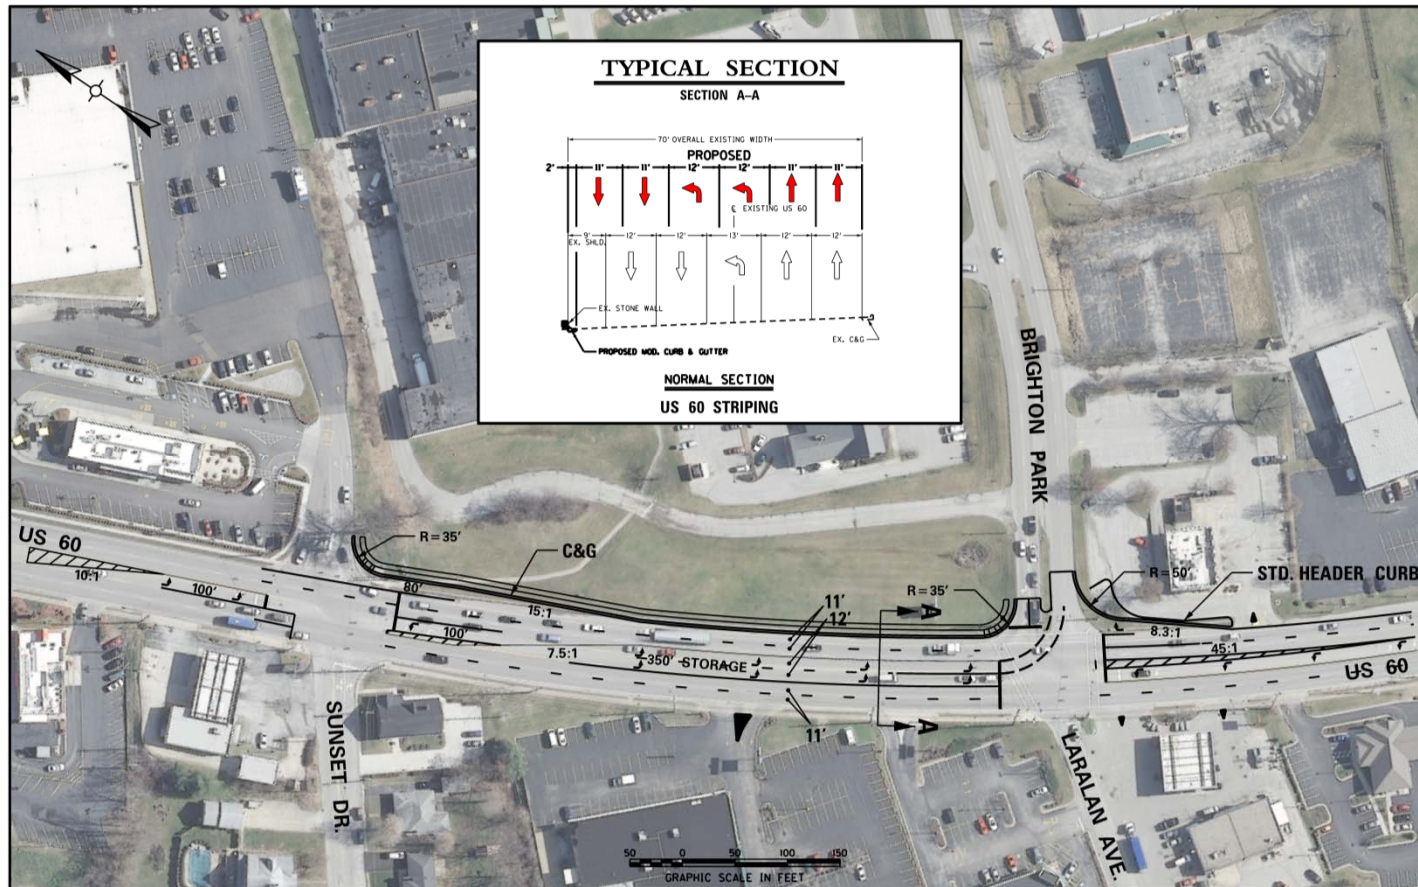 TYPICAL SECTION
SECTION A-A
70' OVERALL EXISTING WIDTH
PROPOSED
2' 11' 11' 12' 12' 11' 11'
℄ EXISTING US 60
9' 12' 12' 13' 12' 12'
EX. SHLD.
EX. STONE WALL
EX. C&G
PROPOSED MOD. CURB & GUTTER
NORMAL SECTION
US 60 STRIPING
BRIGHTON PARK
US 60
10:1
100'
R=35'
C&G
80'
15:1
100'
7.5:1
350' STORAGE
11'
12'
11'
R=35'
A
A
R=50'
STD. HEADER CURB
8.3:1
45:1
US 60
SUNSET DR.
LARALAN AVE.
50 0 50 100 150
GRAPHIC SCALE IN FEET